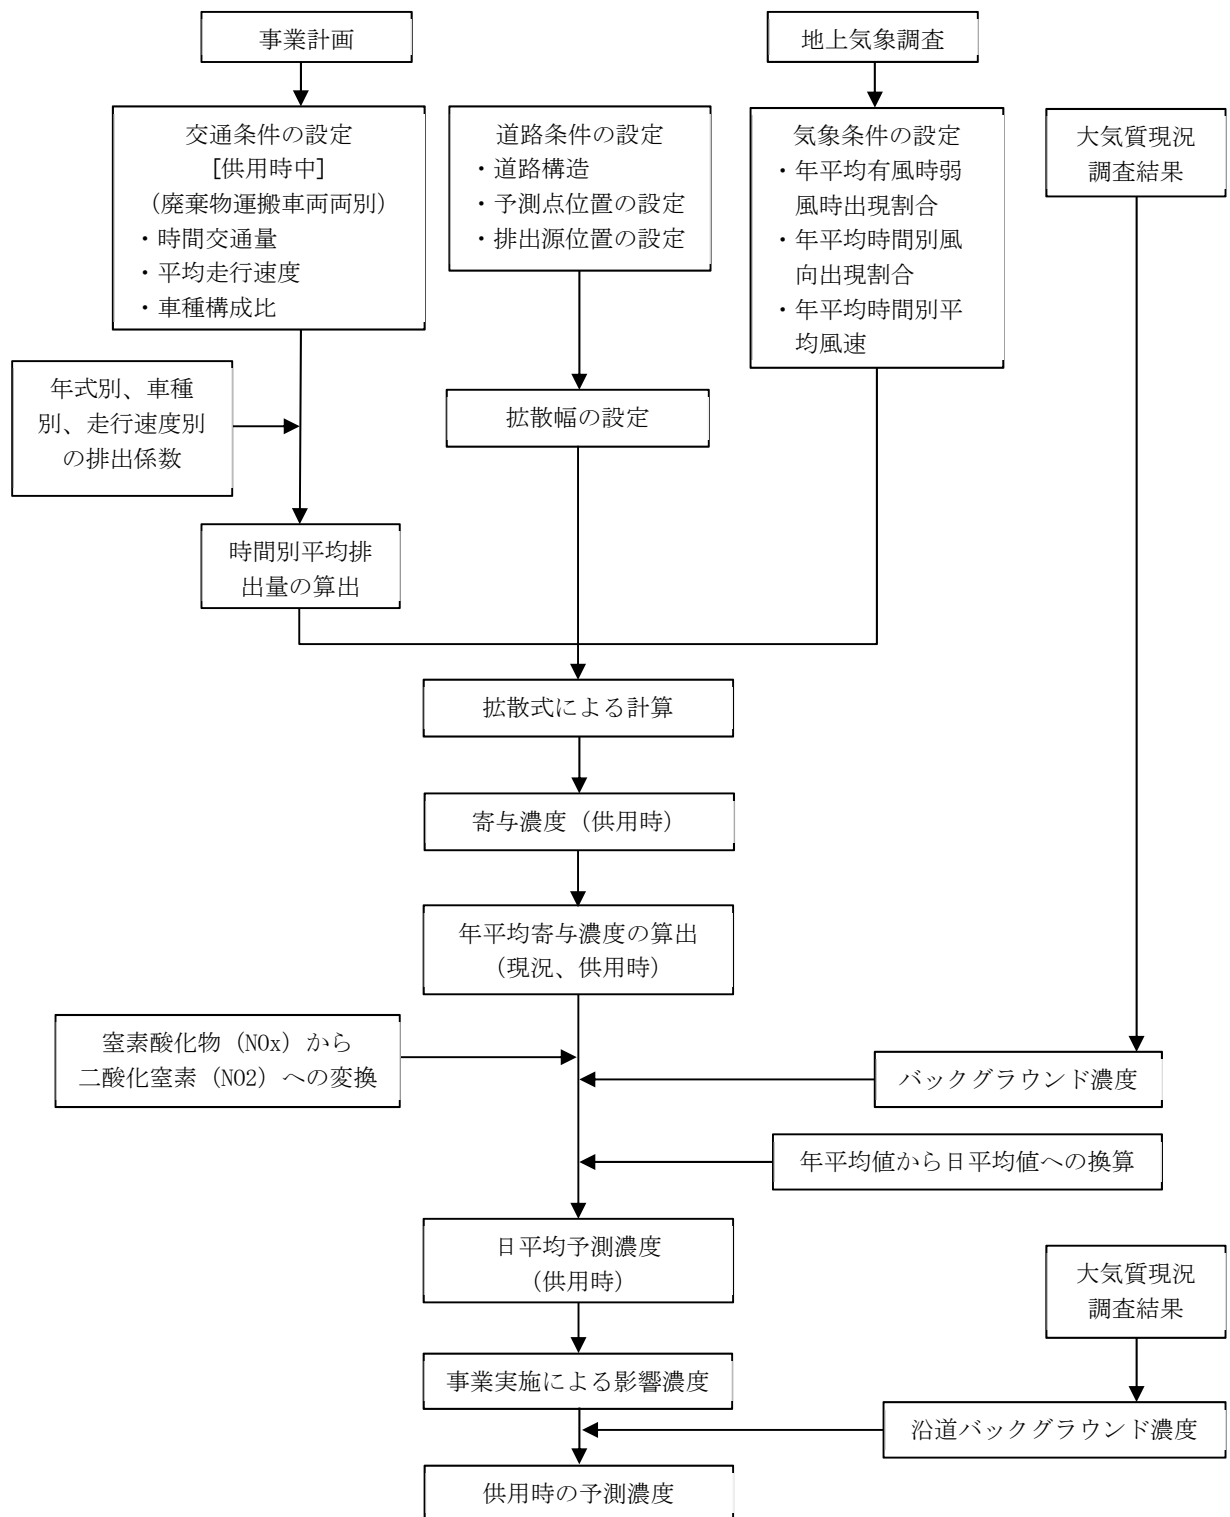 事業計画
地上気象調査
交通条件の設定
[供用時中]
(廃棄物運搬車両両別)
・時間交通量
・平均走行速度
・車種構成比
道路条件の設定
・道路構造
・予測点位置の設定
・排出源位置の設定
気象条件の設定
・年平均有風時弱
風時出現割合
・年平均時間別風
向出現割合
・年平均時間別平
均風速
大気質現況
調査結果
年式別、車種
別、走行速度別
の排出係数
拡散幅の設定
時間別平均排
出量の算出
拡散式による計算
寄与濃度(供用時)
年平均寄与濃度の算出
(現況、供用時)
窒素酸化物(NOx)から
二酸化窒素(NO2)への変換
バックグラウンド濃度
年平均値から日平均値への換算
日平均予測濃度
(供用時)
大気質現況
調査結果
事業実施による影響濃度
沿道バックグラウンド濃度
供用時の予測濃度